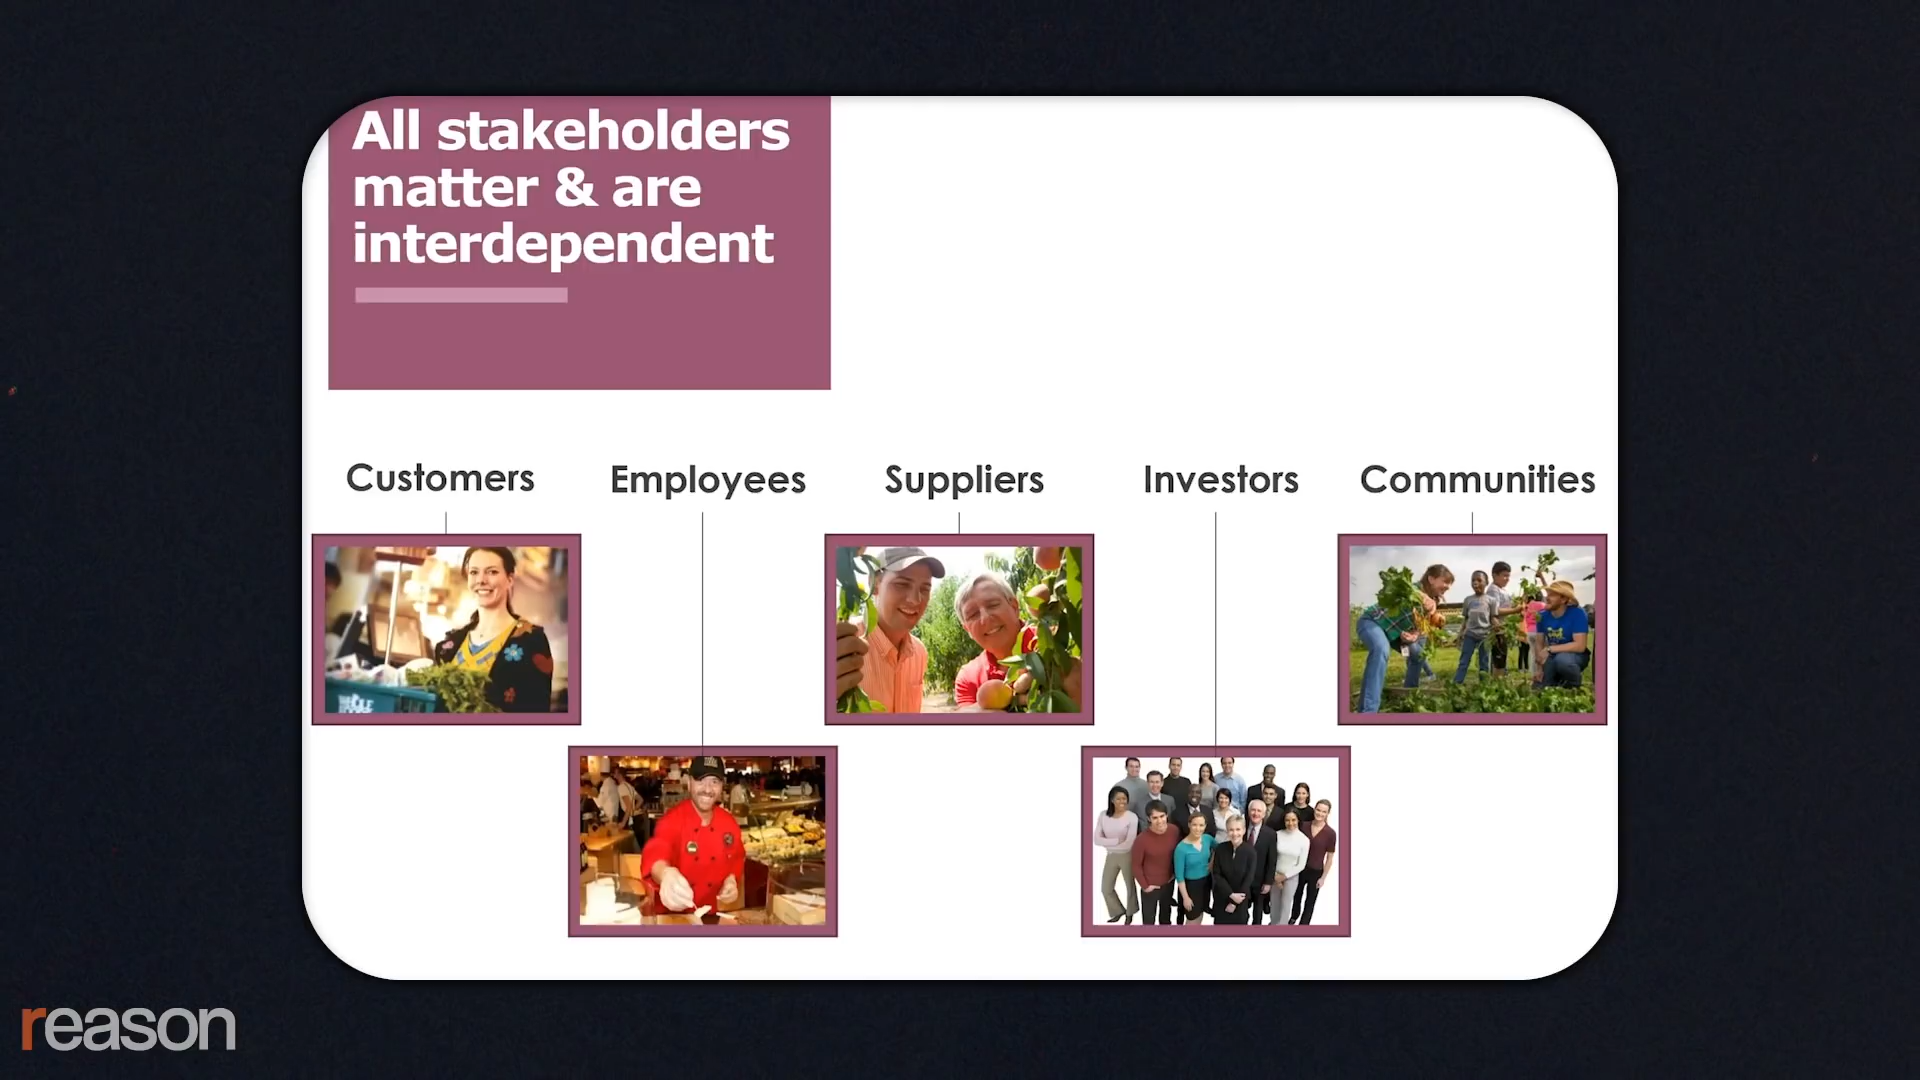 All stakeholders
matter & are
interdependent
Customers
Employees
Suppliers
Investors
Communities
reason